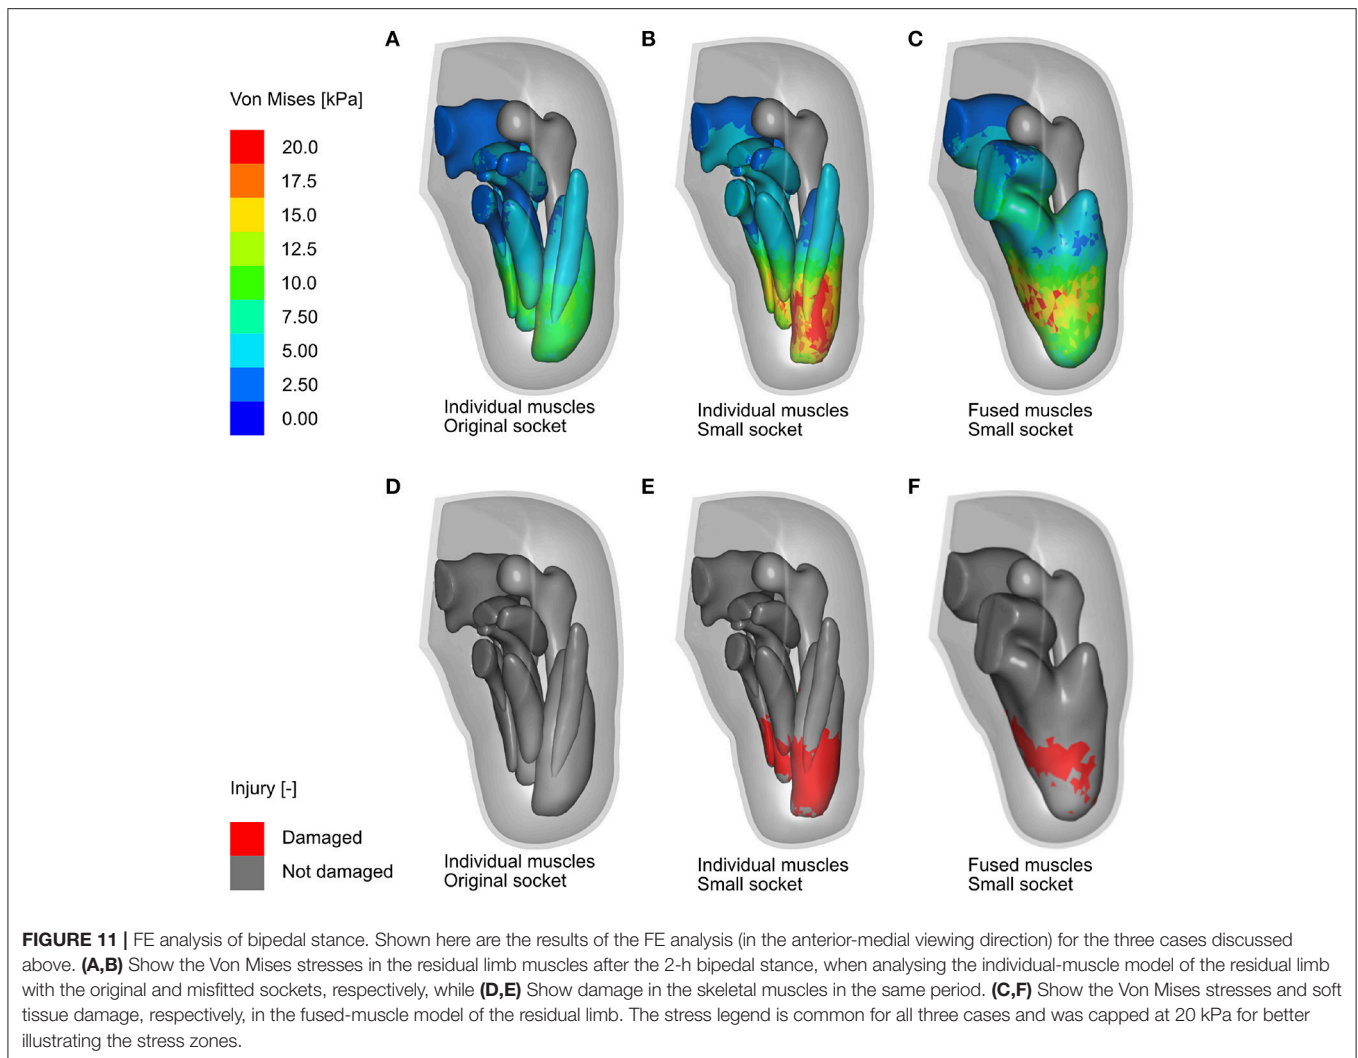 A
B
C
Von Mises [kPa]
20.0
17.5
15.0
12.5
10.0
7.50
5.00
2.50
0.00
Individual muscles
Original socket
Individual muscles
Small socket
Fused muscles
Small socket
D
E
F
Injury [-]
Damaged
Not damaged
Individual muscles
Original socket
Individual muscles
Small socket
Fused muscles
Small socket
FIGURE 11 | FE analysis of bipedal stance. Shown here are the results of the FE analysis (in the anterior-medial viewing direction) for the three cases discussed
above. (A,B) Show the Von Mises stresses in the residual limb muscles after the 2-h bipedal stance, when analysing the individual-muscle model of the residual limb
with the original and misfitted sockets, respectively, while (D,E) Show damage in the skeletal muscles in the same period. (C,F) Show the Von Mises stresses and soft
tissue damage, respectively, in the fused-muscle model of the residual limb. The stress legend is common for all three cases and was capped at 20 kPa for better
illustrating the stress zones.